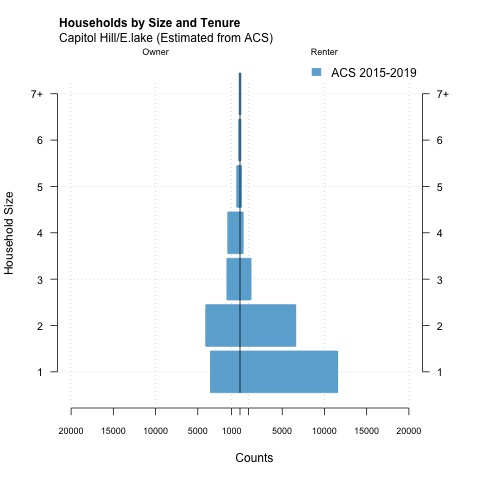 Households by Size and Tenure
Capitol Hill/E.lake (Estimated from ACS)
Owner Renter
ACS 2015-2019
7+ 7+
6 6
5 5
4 4
3 3
2 2
1 1
Household Size
20000 15000 10000 5000 1000 5000 10000 15000 20000
Counts